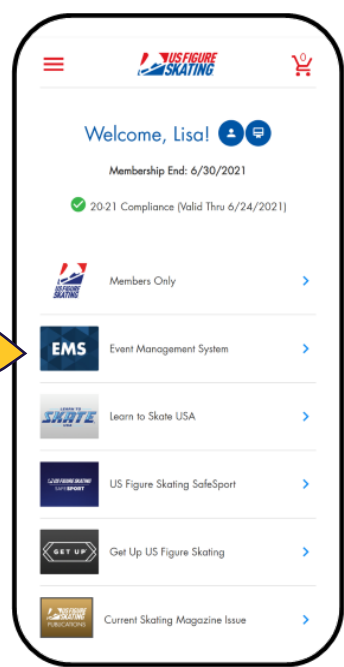 US FIGURE
SKATING
0
Welcome, Lisa!
Membership End: 6/30/2021
20-21 Compliance (Valid Thru 6/24/2021)
US FIGURE
SKATING
Members Only
EMS
Event Management System
LEARN TO
SKATE
USA
Learn to Skate USA
US FIGURE SKATING
SAFESPORT
US Figure Skating SafeSport
GET UP
Get Up US Figure Skating
US FIGURE
SKATING
PUBLICATIONS
Current Skating Magazine Issue